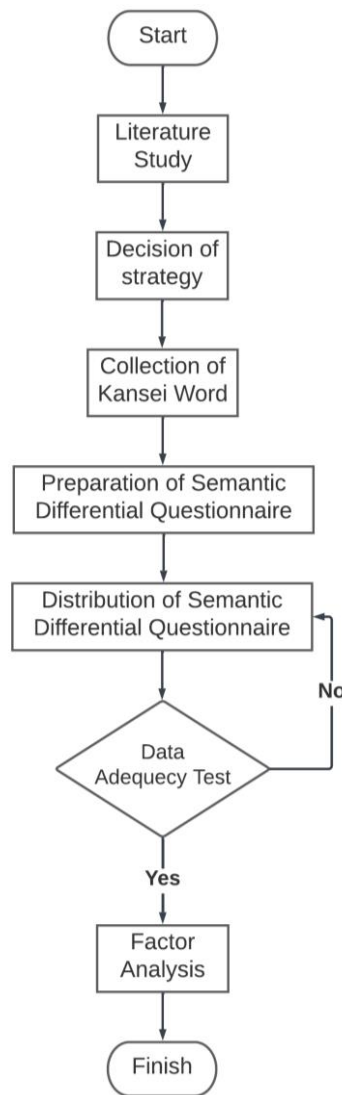 Start
Literature
Study
Decision of
strategy
Collection of
Kansei Word
Preparation of Semantic
Differential Questionnaire
Distribution of Semantic
Differential Questionnaire
No
Data
Adequecy Test
Yes
Factor
Analysis
Finish